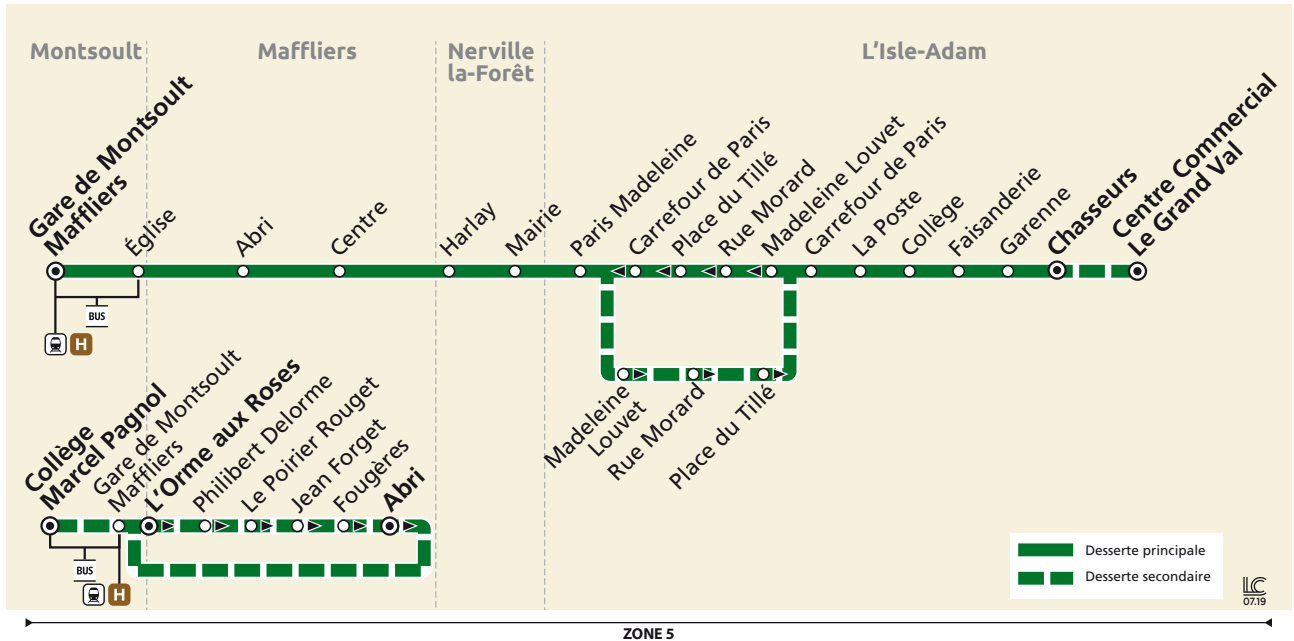 Montsoult
Maffliers
Nerville
la-Forêt
L'Isle-Adam
Gare de Montsoult
Maffliers
Église
Abri
Centre
Harlay
Mairie
Paris Madeleine
Carrefour de Paris
Place du Tillé
Rue Morard
Madeleine Louvet
Carrefour de Paris
La Poste
Collège
Faisanderie
Garenne
Chasseurs
Centre Commercial
Le Grand Val
BUS
H
Madeleine
Louvet
Rue Morard
Place du Tillé
Collège
Marcel Pagnol
Gare de Montsoult
Maffliers
L'Orme aux Roses
Philibert Delorme
Le Poirier Rouget
Jean Forget
Fougères
Abri
BUS
H
Desserte principale
Desserte secondaire
LC
07.19
ZONE 5